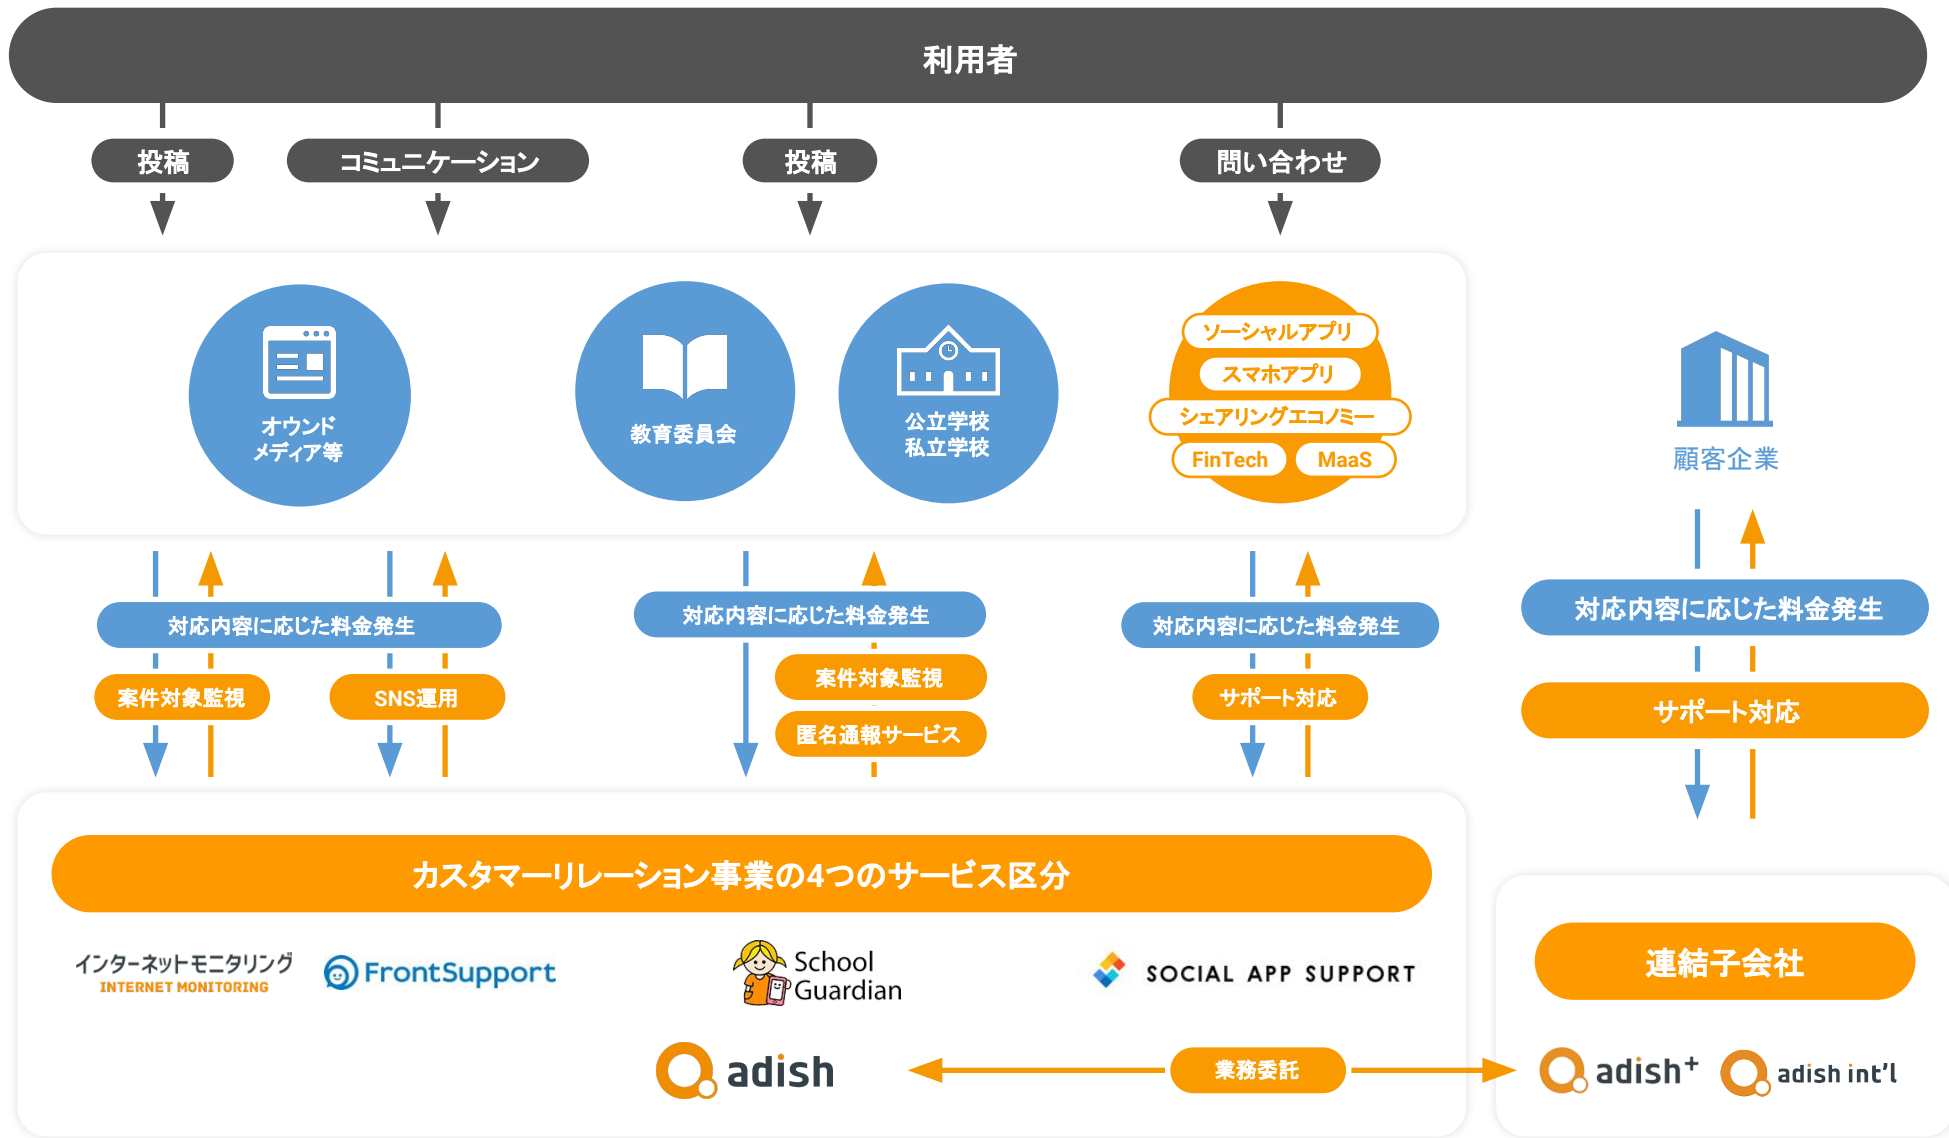 利用者
投稿
コミュニケーション
投稿
問い合わせ
オウンド
メディア等
教育委員会
公立学校
私立学校
ソーシャルアプリ
スマホアプリ
シェアリングエコノミー
FinTech
MaaS
顧客企業
対応内容に応じた料金発生
案件対象監視
SNS運用
対応内容に応じた料金発生
案件対象監視
匿名通報サービス
対応内容に応じた料金発生
サポート対応
対応内容に応じた料金発生
サポート対応
カスタマーリレーション事業の4つのサービス区分
インターネットモニタリング
INTERNET MONITORING
FrontSupport
School
Guardian
SOCIAL APP SUPPORT
adish
業務委託
連結子会社
adish+
adish int'l